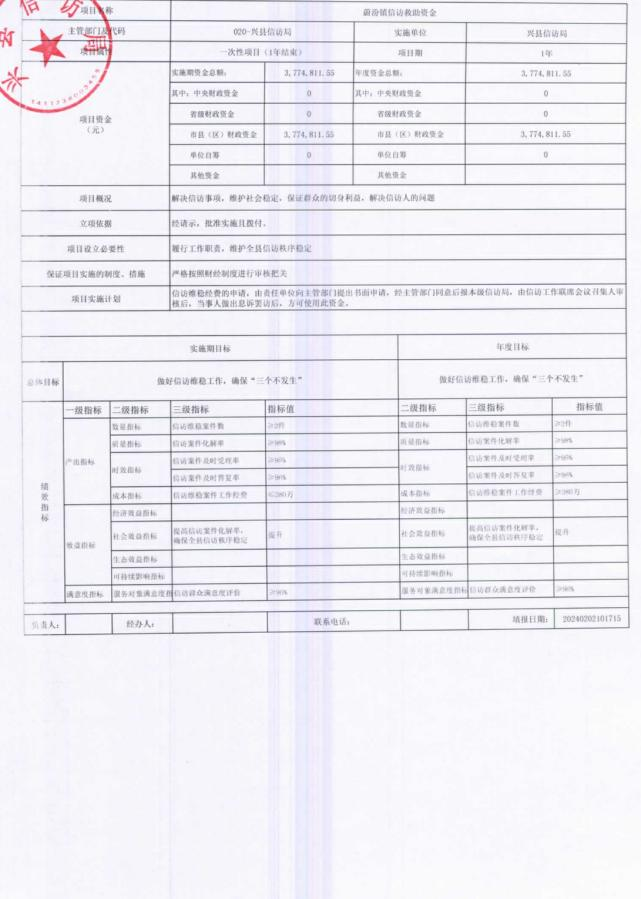 兴县信访局
1411238003458
项目名称 蔚汾镇信访救助资金
主管部门及代码 020-兴县信访局 实施单位 兴县信访局
项目属性 一次性项目（1年结束） 项目期 1年
项目资金（元） 实施期资金总额： 3,774,811.55 年度资金总额： 3,774,811.55
其中：中央财政资金 0 其中：中央财政资金 0
省级财政资金 0 省级财政资金 0
市县（区）财政资金 3,774,811.55 市县（区）财政资金 3,774,811.55
单位自筹 0 单位自筹 0
其他资金 其他资金
项目概况 解决信访事项，维护社会稳定，保证群众的切身利益，解决信访人的问题
立项依据 经请示，批准实施且拨付。
项目设立必要性 履行工作职责，维护全县信访秩序稳定
保证项目实施的制度、措施 严格按照财经制度进行审核把关
项目实施计划 信访维稳经费的申请，由责任单位向主管部门提出书面申请，经主管部门同意后报本级信访局，由信访工作联席会议召集人审
核后，当事人做出息诉罢访后，方可使用此资金。
实施期目标 年度目标
总体目标 做好信访维稳工作，确保“三个不发生” 做好信访维稳工作，确保“三个不发生”
绩效指标 一级指标 二级指标 三级指标 指标值 二级指标 三级指标 指标值
产出指标 数量指标 信访维稳案件数 ≥2件 数量指标 信访维稳案件数 ≥2件
质量指标 信访案件化解率 ≥98% 质量指标 信访案件化解率 ≥98%
时效指标 信访案件及时受理率 ≥96% 时效指标 信访案件及时受理率 ≥96%
信访案件及时答复率 ≥96% 信访案件及时答复率 ≥96%
成本指标 信访维稳案件工作经费 ≤280万 成本指标 信访维稳案件工作经费 ≥280万
效益指标 经济效益指标 经济效益指标
社会效益指标 提高信访案件化解率，确保全县信访秩序稳定 提升 社会效益指标 提高信访案件化解率，确保全县信访秩序稳定 提升
生态效益指标 生态效益指标
可持续影响指标 可持续影响指标
满意度指标 服务对象满意度指 信访群众满意度评价 ≥96% 服务对象满意度指标 信访群众满意度评价 ≥96%
负责人： 经办人： 联系电话： 填报日期： 20240202101715